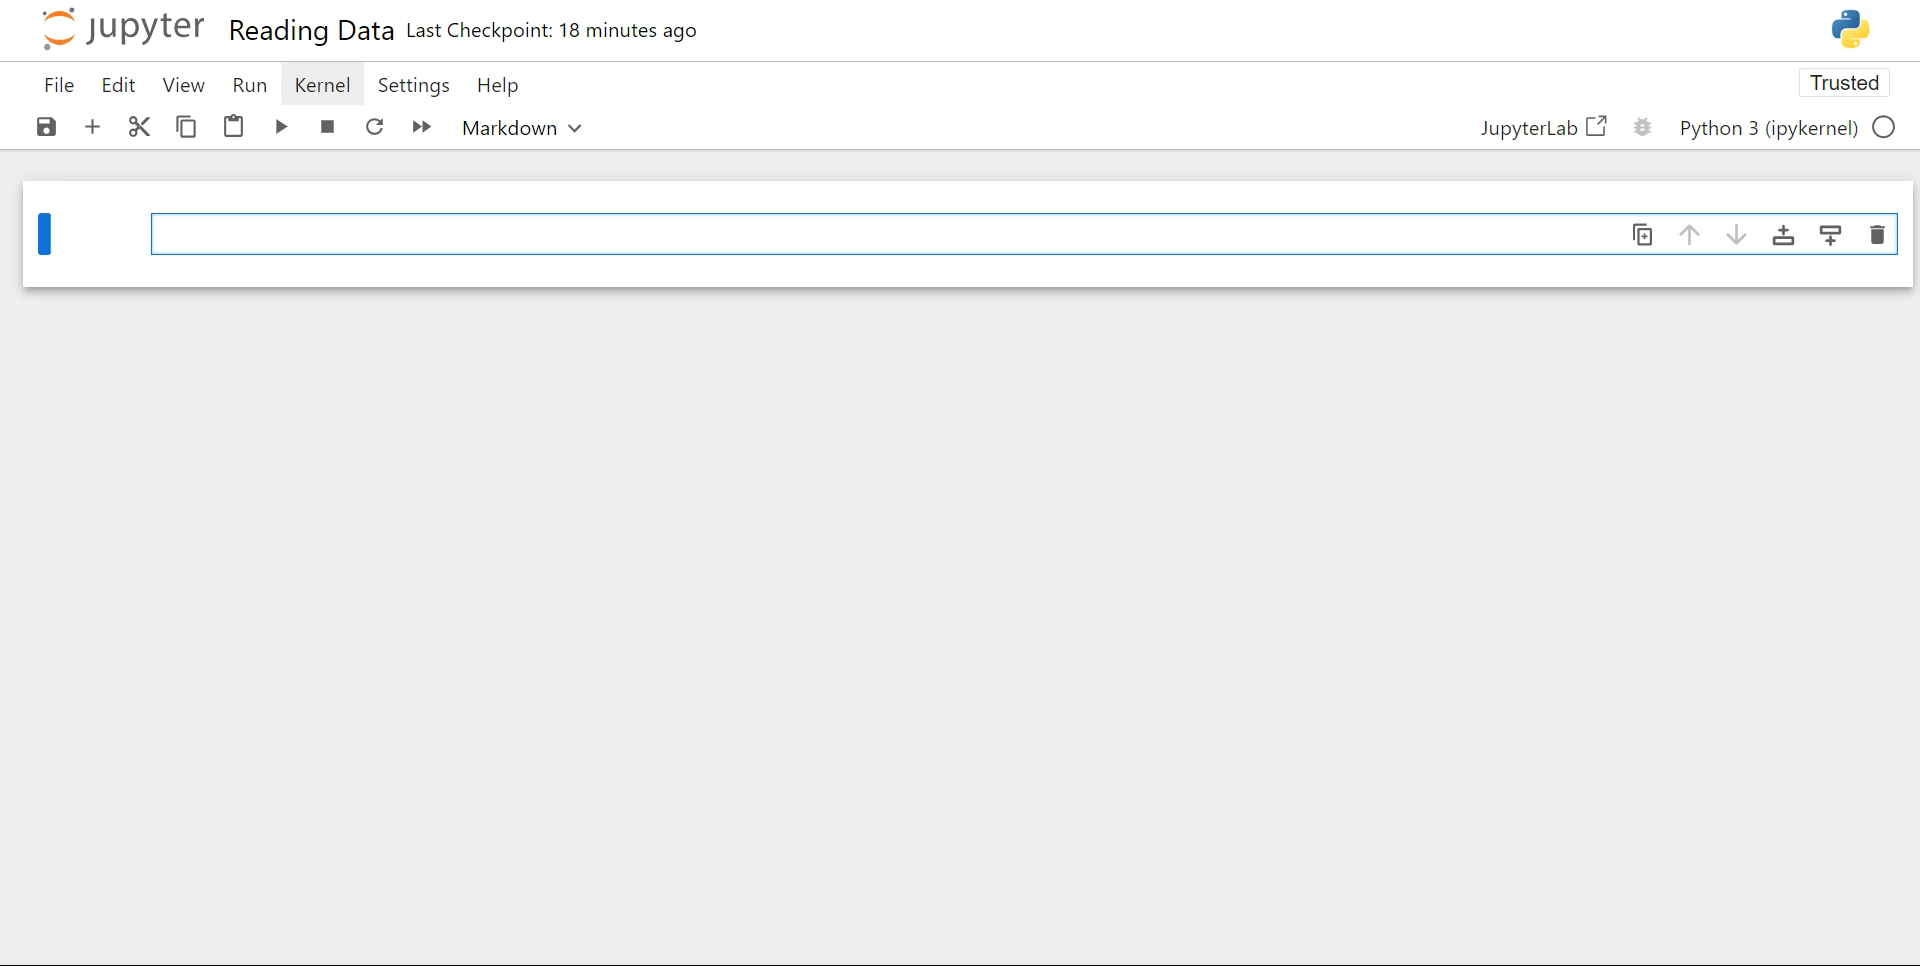 jupyter Reading Data Last Checkpoint: 18 minutes ago
File Edit View Run Kernel Settings Help Trusted
Markdown JupyterLab Python 3 (ipykernel)